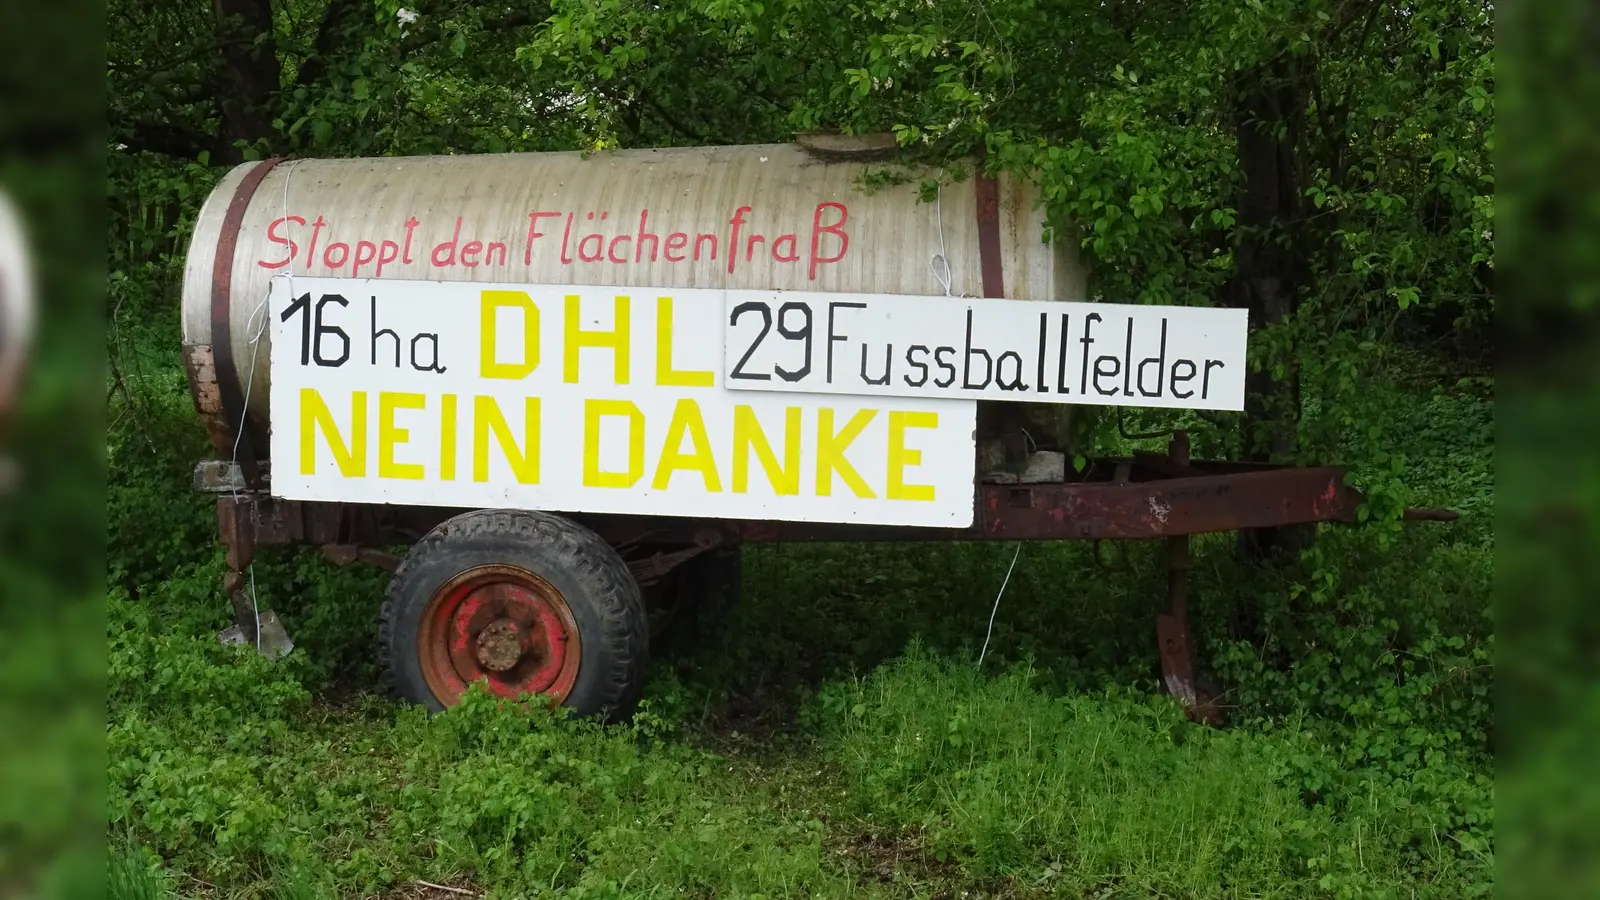 Stoppt den Flächenfraß
16 ha DHL 29 Fussballfelder
NEIN DANKE